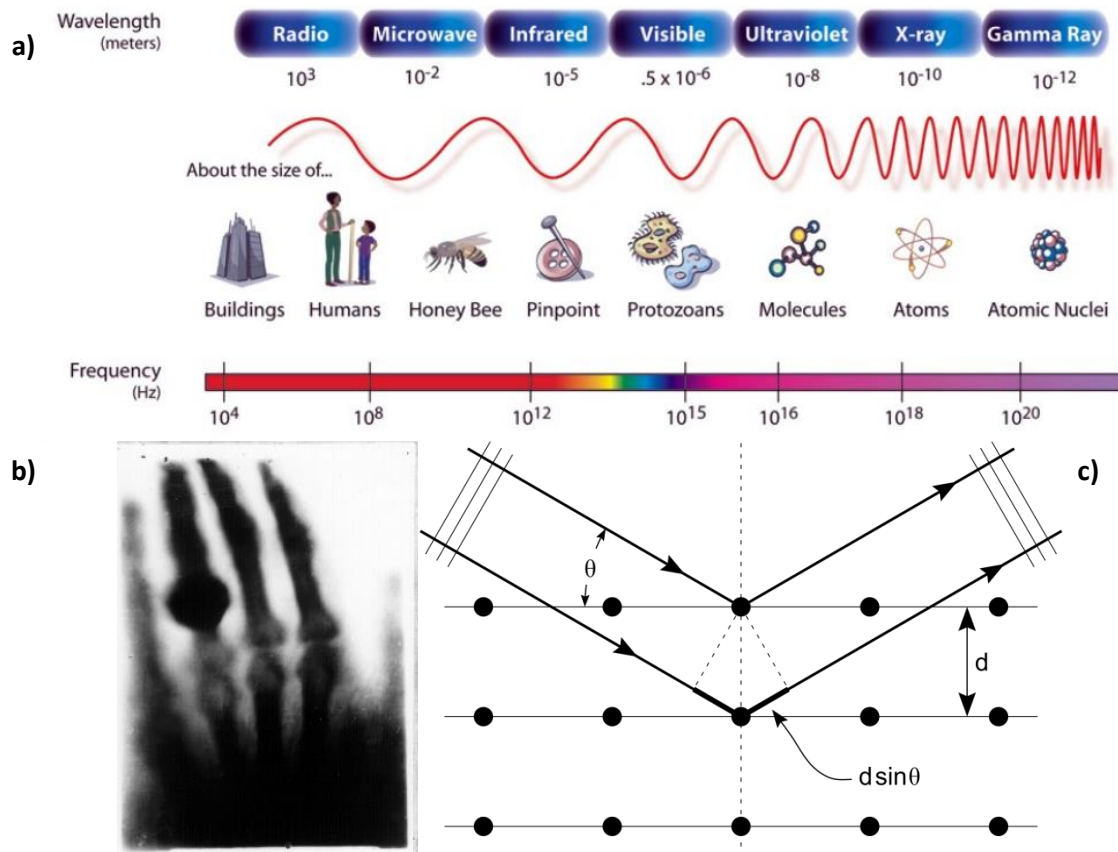 a)
Wavelength
(meters)
Radio Microwave Infrared Visible Ultraviolet X-ray Gamma Ray
10³ 10⁻² 10⁻⁵ .5 x 10⁻⁶ 10⁻⁸ 10⁻¹⁰ 10⁻¹²
About the size of...
Buildings Humans Honey Bee Pinpoint Protozoans Molecules Atoms Atomic Nuclei
Frequency
(Hz)
10⁴ 10⁸ 10¹² 10¹⁵ 10¹⁶ 10¹⁸ 10²⁰
b)
c)
θ
d
d sinθ